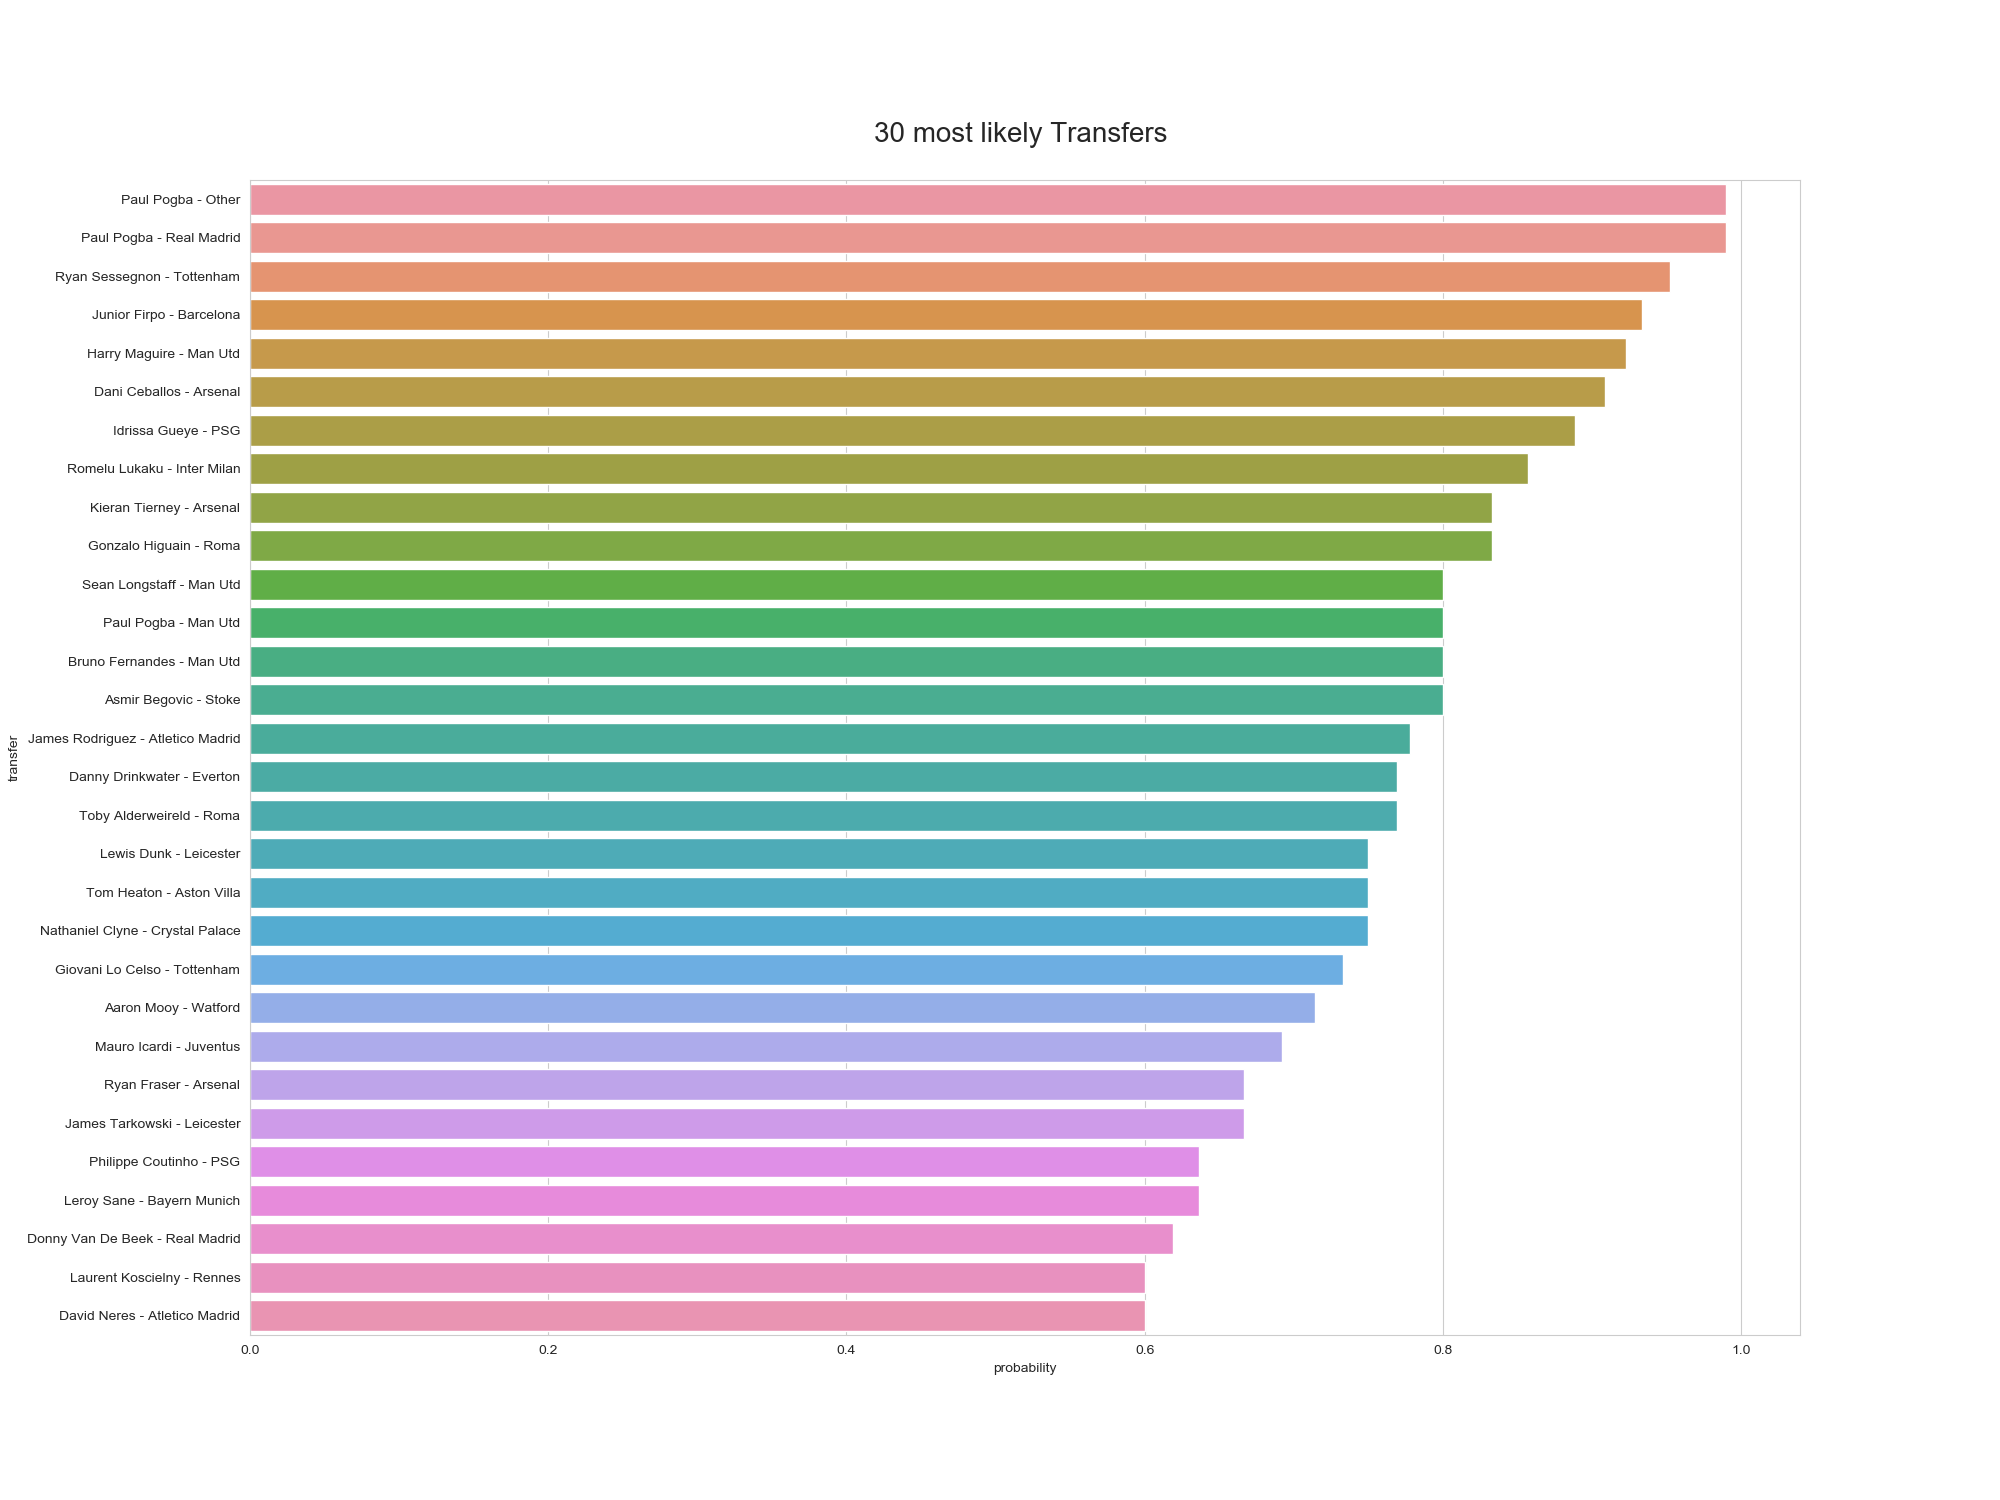 30 most likely Transfers
Paul Pogba - Other
Paul Pogba - Real Madrid
Ryan Sessegnon - Tottenham
Junior Firpo - Barcelona
Harry Maguire - Man Utd
Dani Ceballos - Arsenal
Idrissa Gueye - PSG
Romelu Lukaku - Inter Milan
Kieran Tierney - Arsenal
Gonzalo Higuain - Roma
Sean Longstaff - Man Utd
Paul Pogba - Man Utd
Bruno Fernandes - Man Utd
Asmir Begovic - Stoke
James Rodriguez - Atletico Madrid
Danny Drinkwater - Everton
Toby Alderweireld - Roma
Lewis Dunk - Leicester
Tom Heaton - Aston Villa
Nathaniel Clyne - Crystal Palace
Giovani Lo Celso - Tottenham
Aaron Mooy - Watford
Mauro Icardi - Juventus
Ryan Fraser - Arsenal
James Tarkowski - Leicester
Philippe Coutinho - PSG
Leroy Sane - Bayern Munich
Donny Van De Beek - Real Madrid
Laurent Koscielny - Rennes
David Neres - Atletico Madrid
transfer
0.0 0.2 0.4 0.6 0.8 1.0
probability